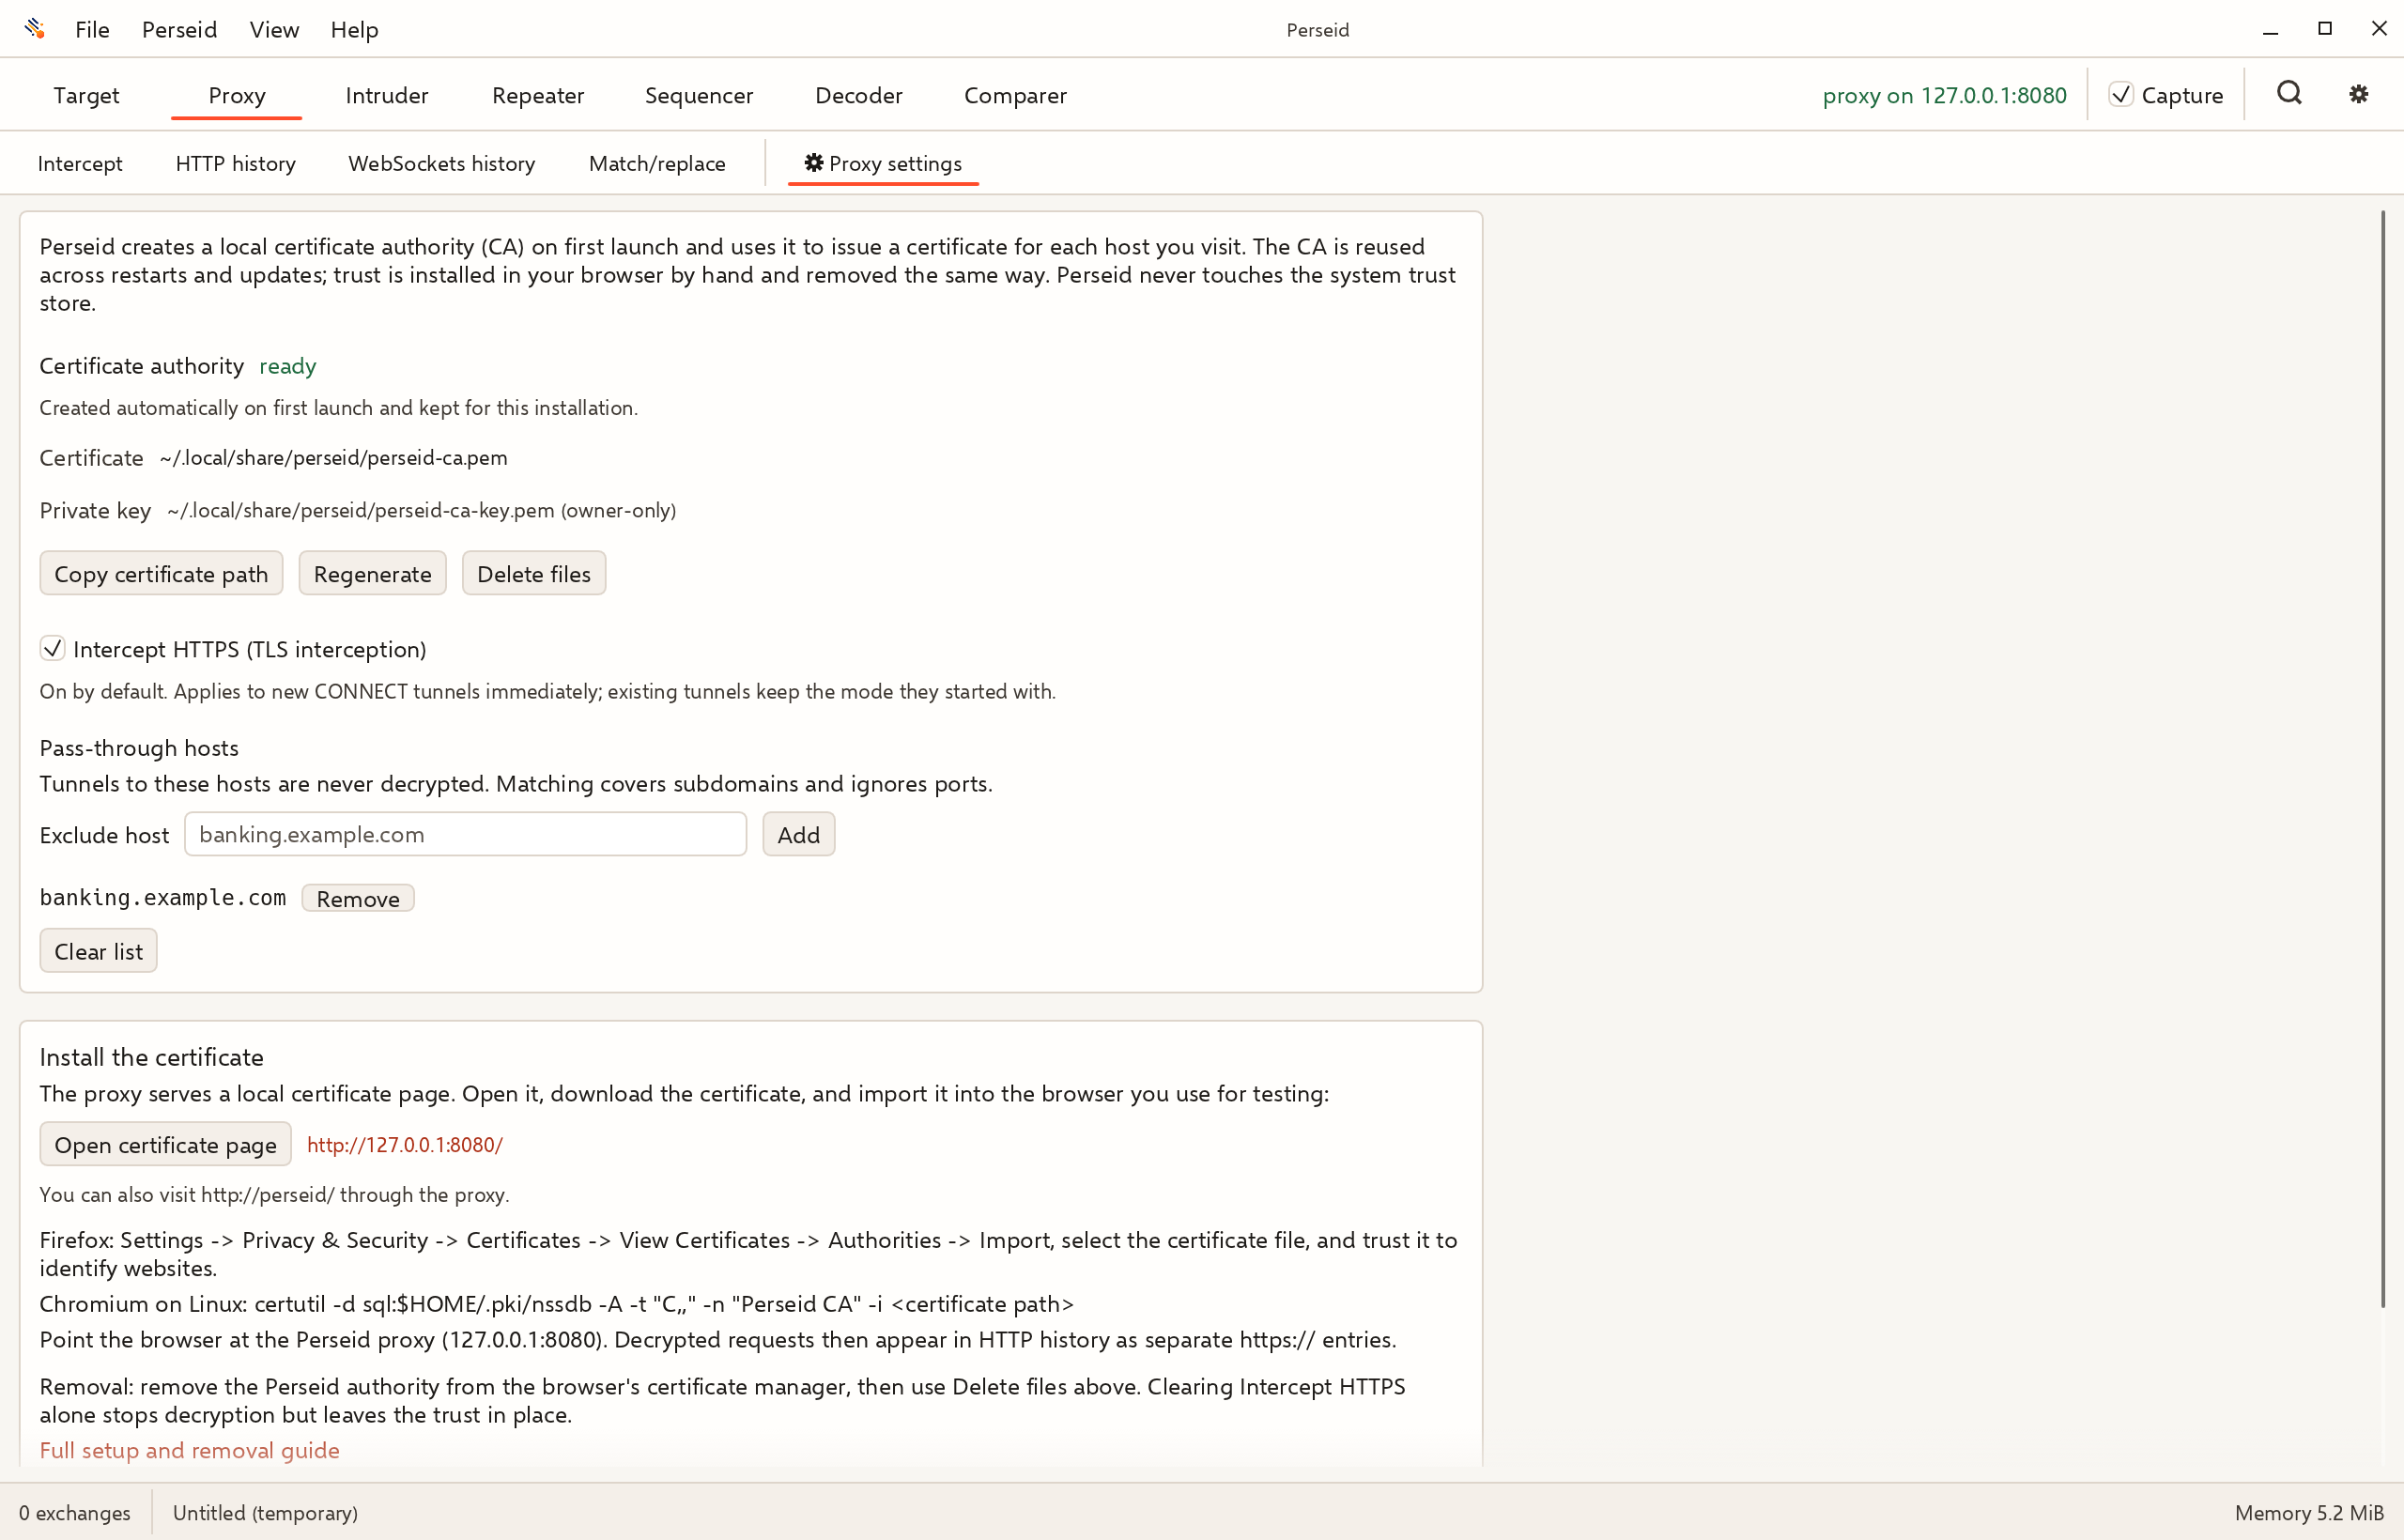 File Perseid View Help Perseid
Target Proxy Intruder Repeater Sequencer Decoder Comparer proxy on 127.0.0.1:8080 Capture
Intercept HTTP history WebSockets history Match/replace Proxy settings
Perseid creates a local certificate authority (CA) on first launch and uses it to issue a certificate for each host you visit. The CA is reused
across restarts and updates; trust is installed in your browser by hand and removed the same way. Perseid never touches the system trust
store.
Certificate authority ready
Created automatically on first launch and kept for this installation.
Certificate ~/.local/share/perseid/perseid-ca.pem
Private key ~/.local/share/perseid/perseid-ca-key.pem (owner-only)
Copy certificate path Regenerate Delete files
Intercept HTTPS (TLS interception)
On by default. Applies to new CONNECT tunnels immediately; existing tunnels keep the mode they started with.
Pass-through hosts
Tunnels to these hosts are never decrypted. Matching covers subdomains and ignores ports.
Exclude host banking.example.com Add
banking.example.com Remove
Clear list
Install the certificate
The proxy serves a local certificate page. Open it, download the certificate, and import it into the browser you use for testing:
Open certificate page http://127.0.0.1:8080/
You can also visit http://perseid/ through the proxy.
Firefox: Settings -> Privacy & Security -> Certificates -> View Certificates -> Authorities -> Import, select the certificate file, and trust it to
identify websites.
Chromium on Linux: certutil -d sql:$HOME/.pki/nssdb -A -t "C,," -n "Perseid CA" -i <certificate path>
Point the browser at the Perseid proxy (127.0.0.1:8080). Decrypted requests then appear in HTTP history as separate https:// entries.
Removal: remove the Perseid authority from the browser's certificate manager, then use Delete files above. Clearing Intercept HTTPS
alone stops decryption but leaves the trust in place.
Full setup and removal guide
0 exchanges Untitled (temporary) Memory 5.2 MiB